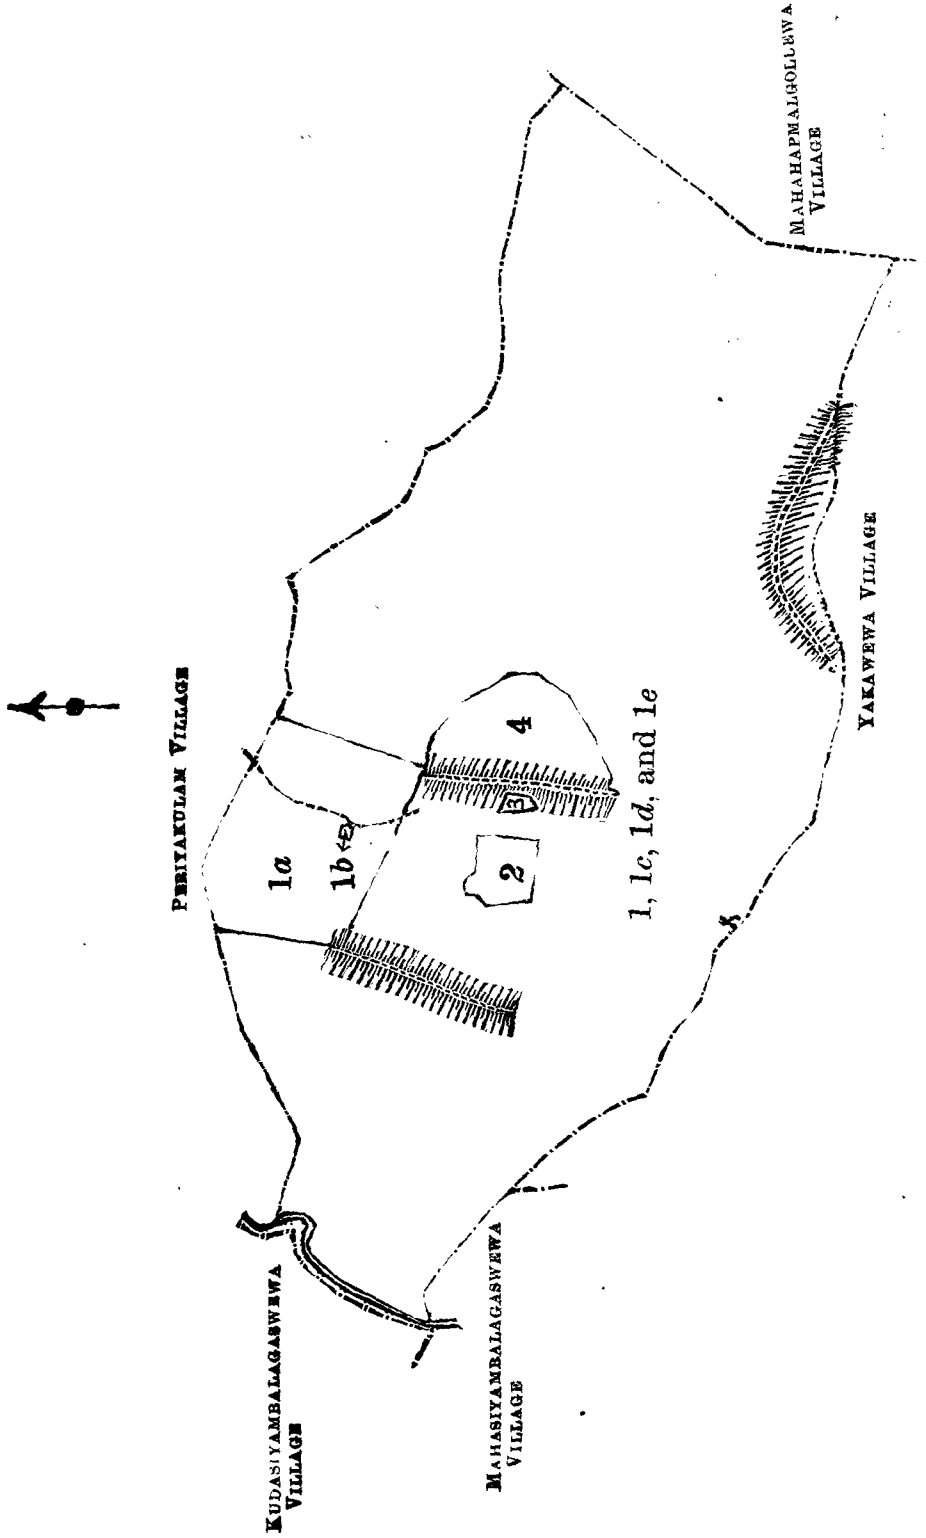 PERIYAKULAM VILLAGE
MAHAHAPMALGOLLEWA
VILLAGE
KUDASIYAMBALAGASWEWA
VILLAGE
MAHASIYAMBALAGASWEWA
VILLAGE
YAKAWEWA VILLAGE
1a
1b
2
3
4
1, 1c, 1d, and 1e